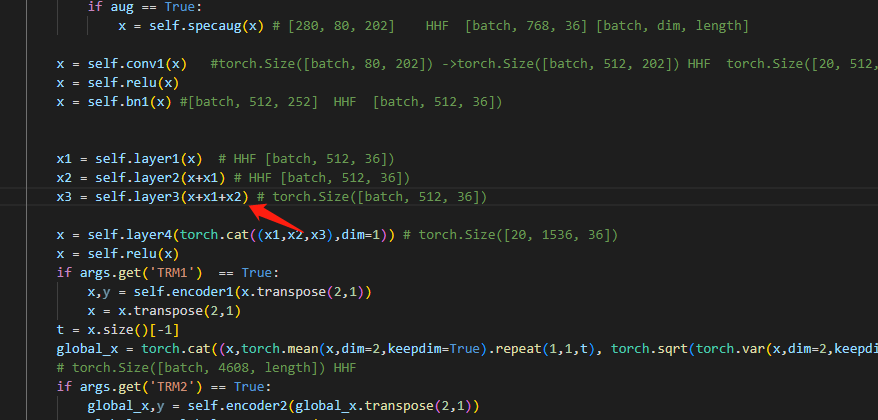 if aug == True:
x = self.specaug(x) # [280, 80, 202]    HHF  [batch, 768, 36] [batch, dim, length]
x = self.conv1(x)   #torch.Size([batch, 80, 202]) ->torch.Size([batch, 512, 202]) HHF  torch.Size([20, 512,
x = self.relu(x)
x = self.bn1(x) #[batch, 512, 252]  HHF  [batch, 512, 36])
x1 = self.layer1(x)  # HHF [batch, 512, 36])
x2 = self.layer2(x+x1) # HHF [batch, 512, 36])
x3 = self.layer3(x+x1+x2) # torch.Size([batch, 512, 36])
x = self.layer4(torch.cat((x1,x2,x3),dim=1)) # torch.Size([20, 1536, 36])
x = self.relu(x)
if args.get('TRM1')  == True:
x,y = self.encoder1(x.transpose(2,1))
x = x.transpose(2,1)
t = x.size()[-1]
global_x = torch.cat((x,torch.mean(x,dim=2,keepdim=True).repeat(1,1,t), torch.sqrt(torch.var(x,dim=2,keepdi
# torch.Size([batch, 4608, length]) HHF
if args.get('TRM2') == True:
global_x,y = self.encoder2(global_x.transpose(2,1))